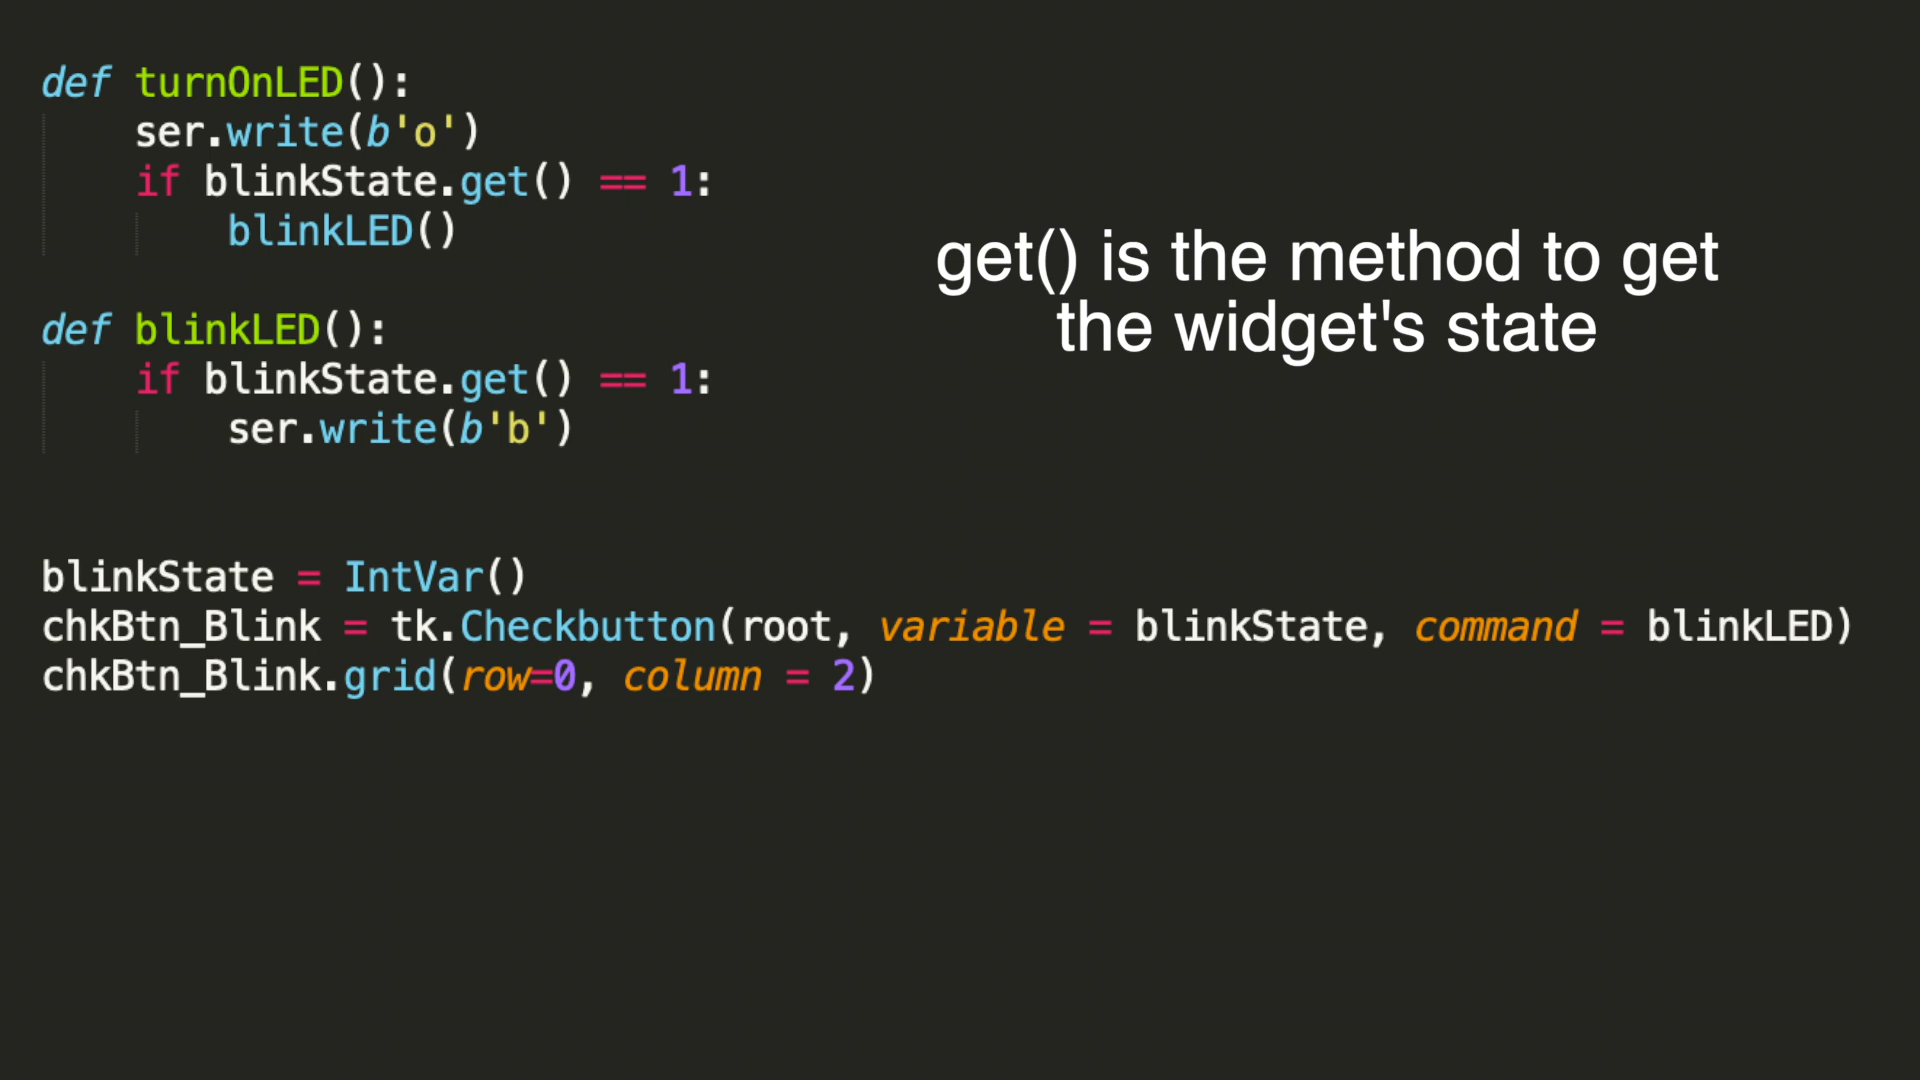 def turnOnLED():
    ser.write(b'o')
    if blinkState.get() == 1:
        blinkLED()
get() is the method to get
the widget's state
def blinkLED():
    if blinkState.get() == 1:
        ser.write(b'b')
blinkState = IntVar()
chkBtn_Blink = tk.Checkbutton(root, variable = blinkState, command = blinkLED)
chkBtn_Blink.grid(row=0, column = 2)